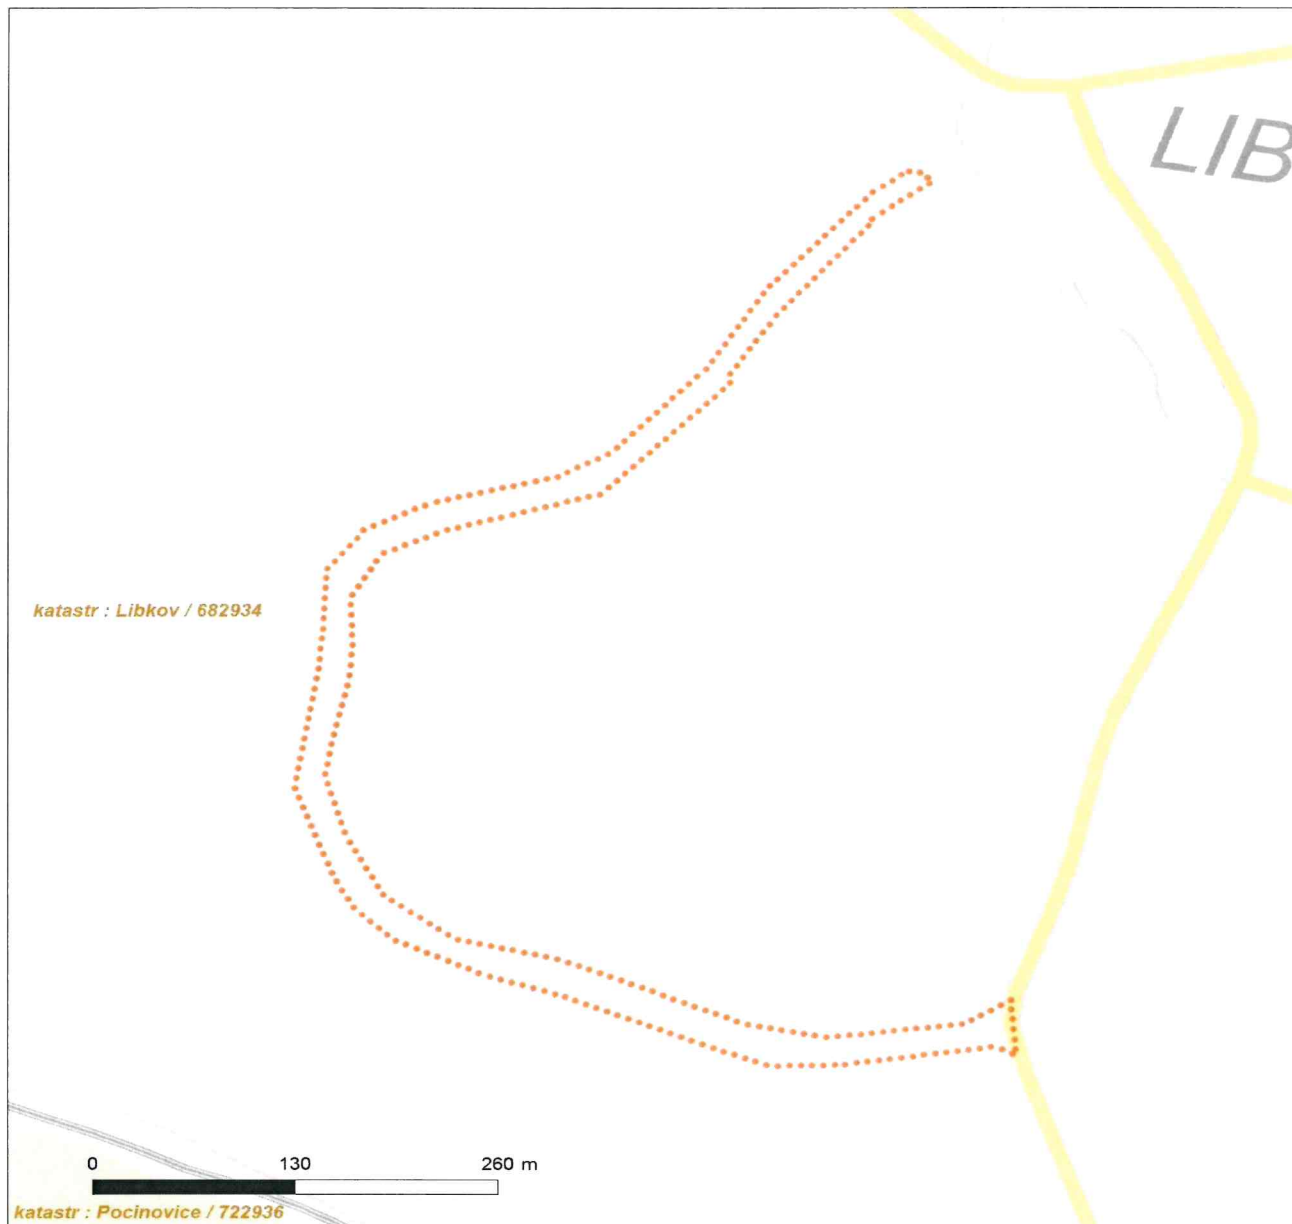 LIB
katastr : Libkov / 682934
0 130 260 m
katastr : Pocinovice / 722936